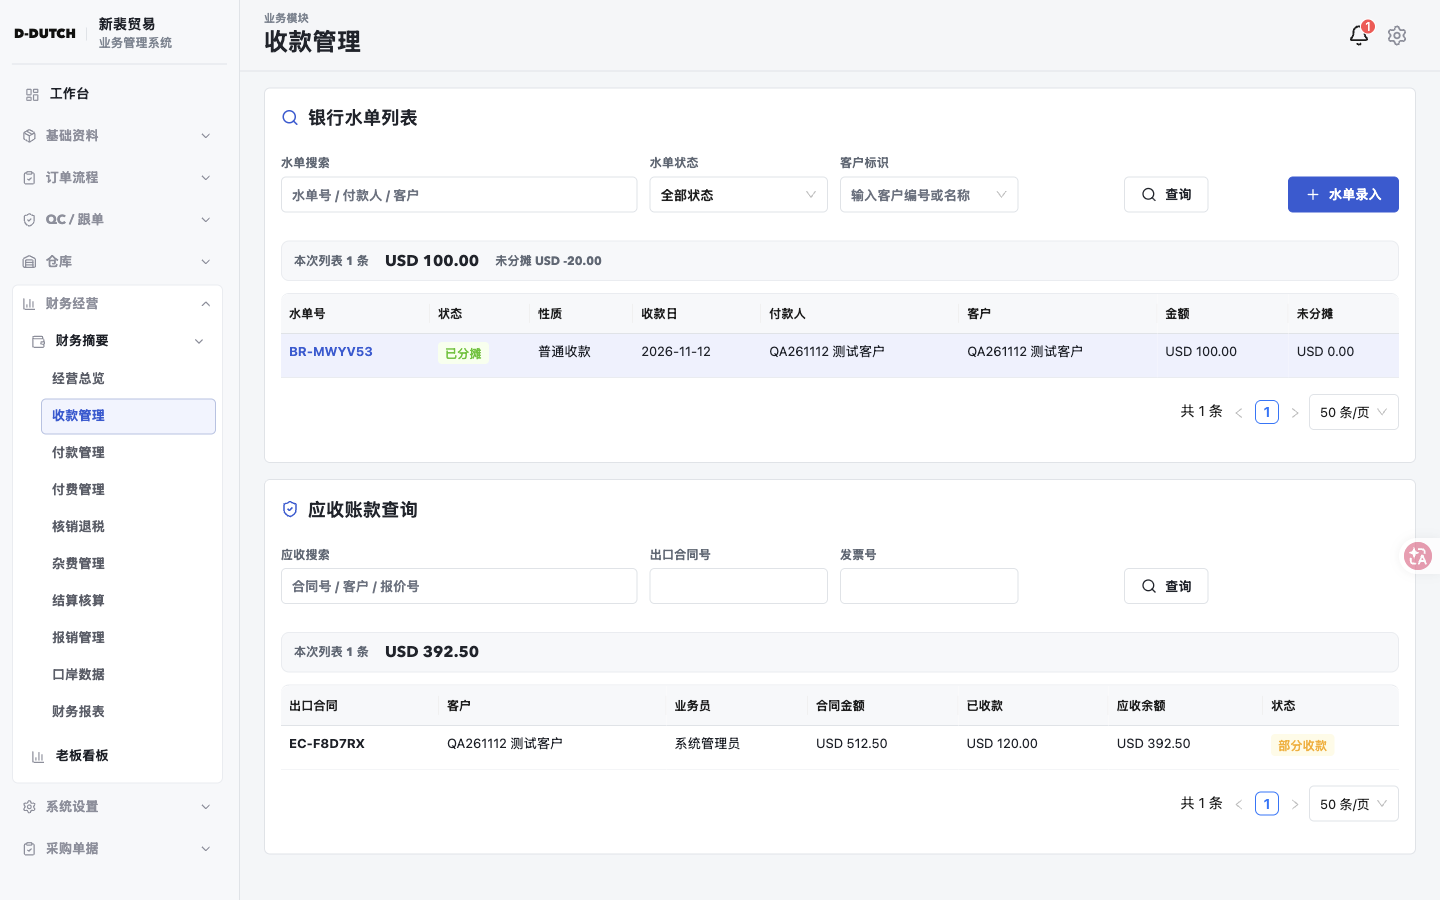 D-DUTCH
新裴贸易
业务管理系统
工作台
基础资料
订单流程
QC / 跟单
仓库
财务经营
财务摘要
经营总览
收款管理
付款管理
付费管理
核销退税
杂费管理
结算核算
报销管理
口岸数据
财务报表
老板看板
系统设置
采购单据
业务模块
收款管理
1
银行水单列表
水单搜索 水单状态 客户标识
水单号 / 付款人 / 客户 全部状态 输入客户编号或名称 查询 水单录入
本次列表 1 条 USD 100.00 未分摊 USD -20.00
水单号 状态 性质 收款日 付款人 客户 金额 未分摊
BR-MWYV53 已分摊 普通收款 2026-11-12 QA261112 测试客户 QA261112 测试客户 USD 100.00 USD 0.00
共 1 条 1 50 条/页
应收账款查询
应收搜索 出口合同号 发票号
合同号 / 客户 / 报价号 查询
本次列表 1 条 USD 392.50
出口合同 客户 业务员 合同金额 已收款 应收余额 状态
EC-F8D7RX QA261112 测试客户 系统管理员 USD 512.50 USD 120.00 USD 392.50 部分收款
共 1 条 1 50 条/页